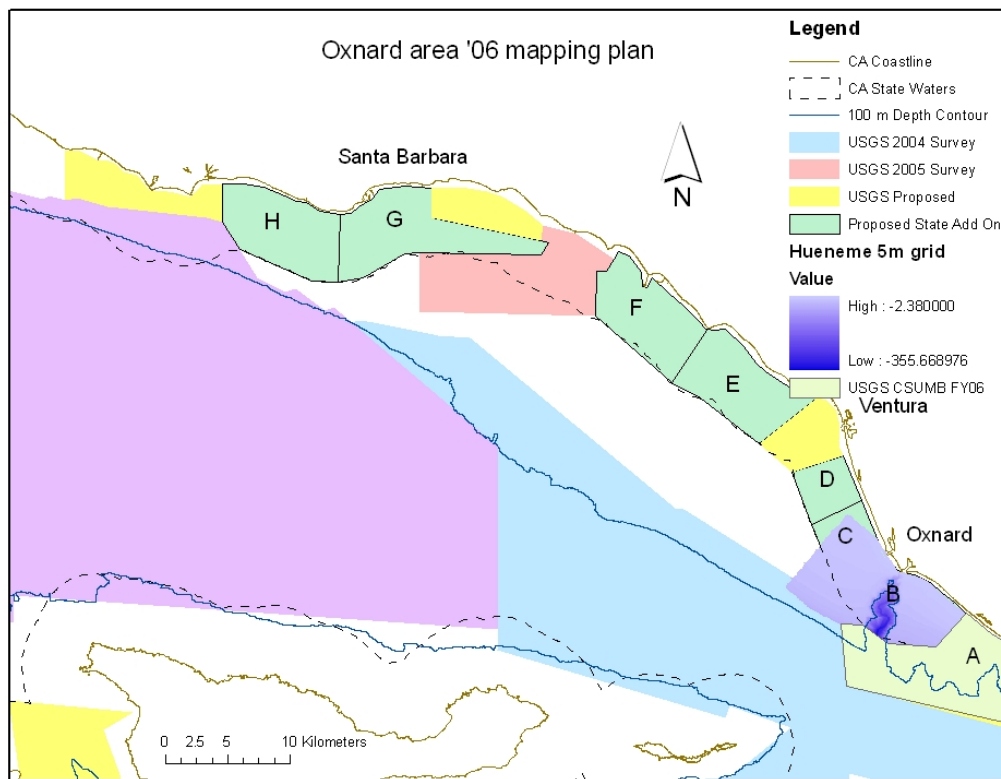 Oxnard area '06 mapping plan
Legend
CA Coastline
CA State Waters
100 m Depth Contour
USGS 2004 Survey
USGS 2005 Survey
USGS Proposed
Proposed State Add On
Hueneme 5m grid
Value
High : -2.380000
Low : -355.668976
USGS CSUMB FY06
Santa Barbara
N
H
G
F
E
Ventura
D
C
Oxnard
B
A
0 2.5 5 10 Kilometers